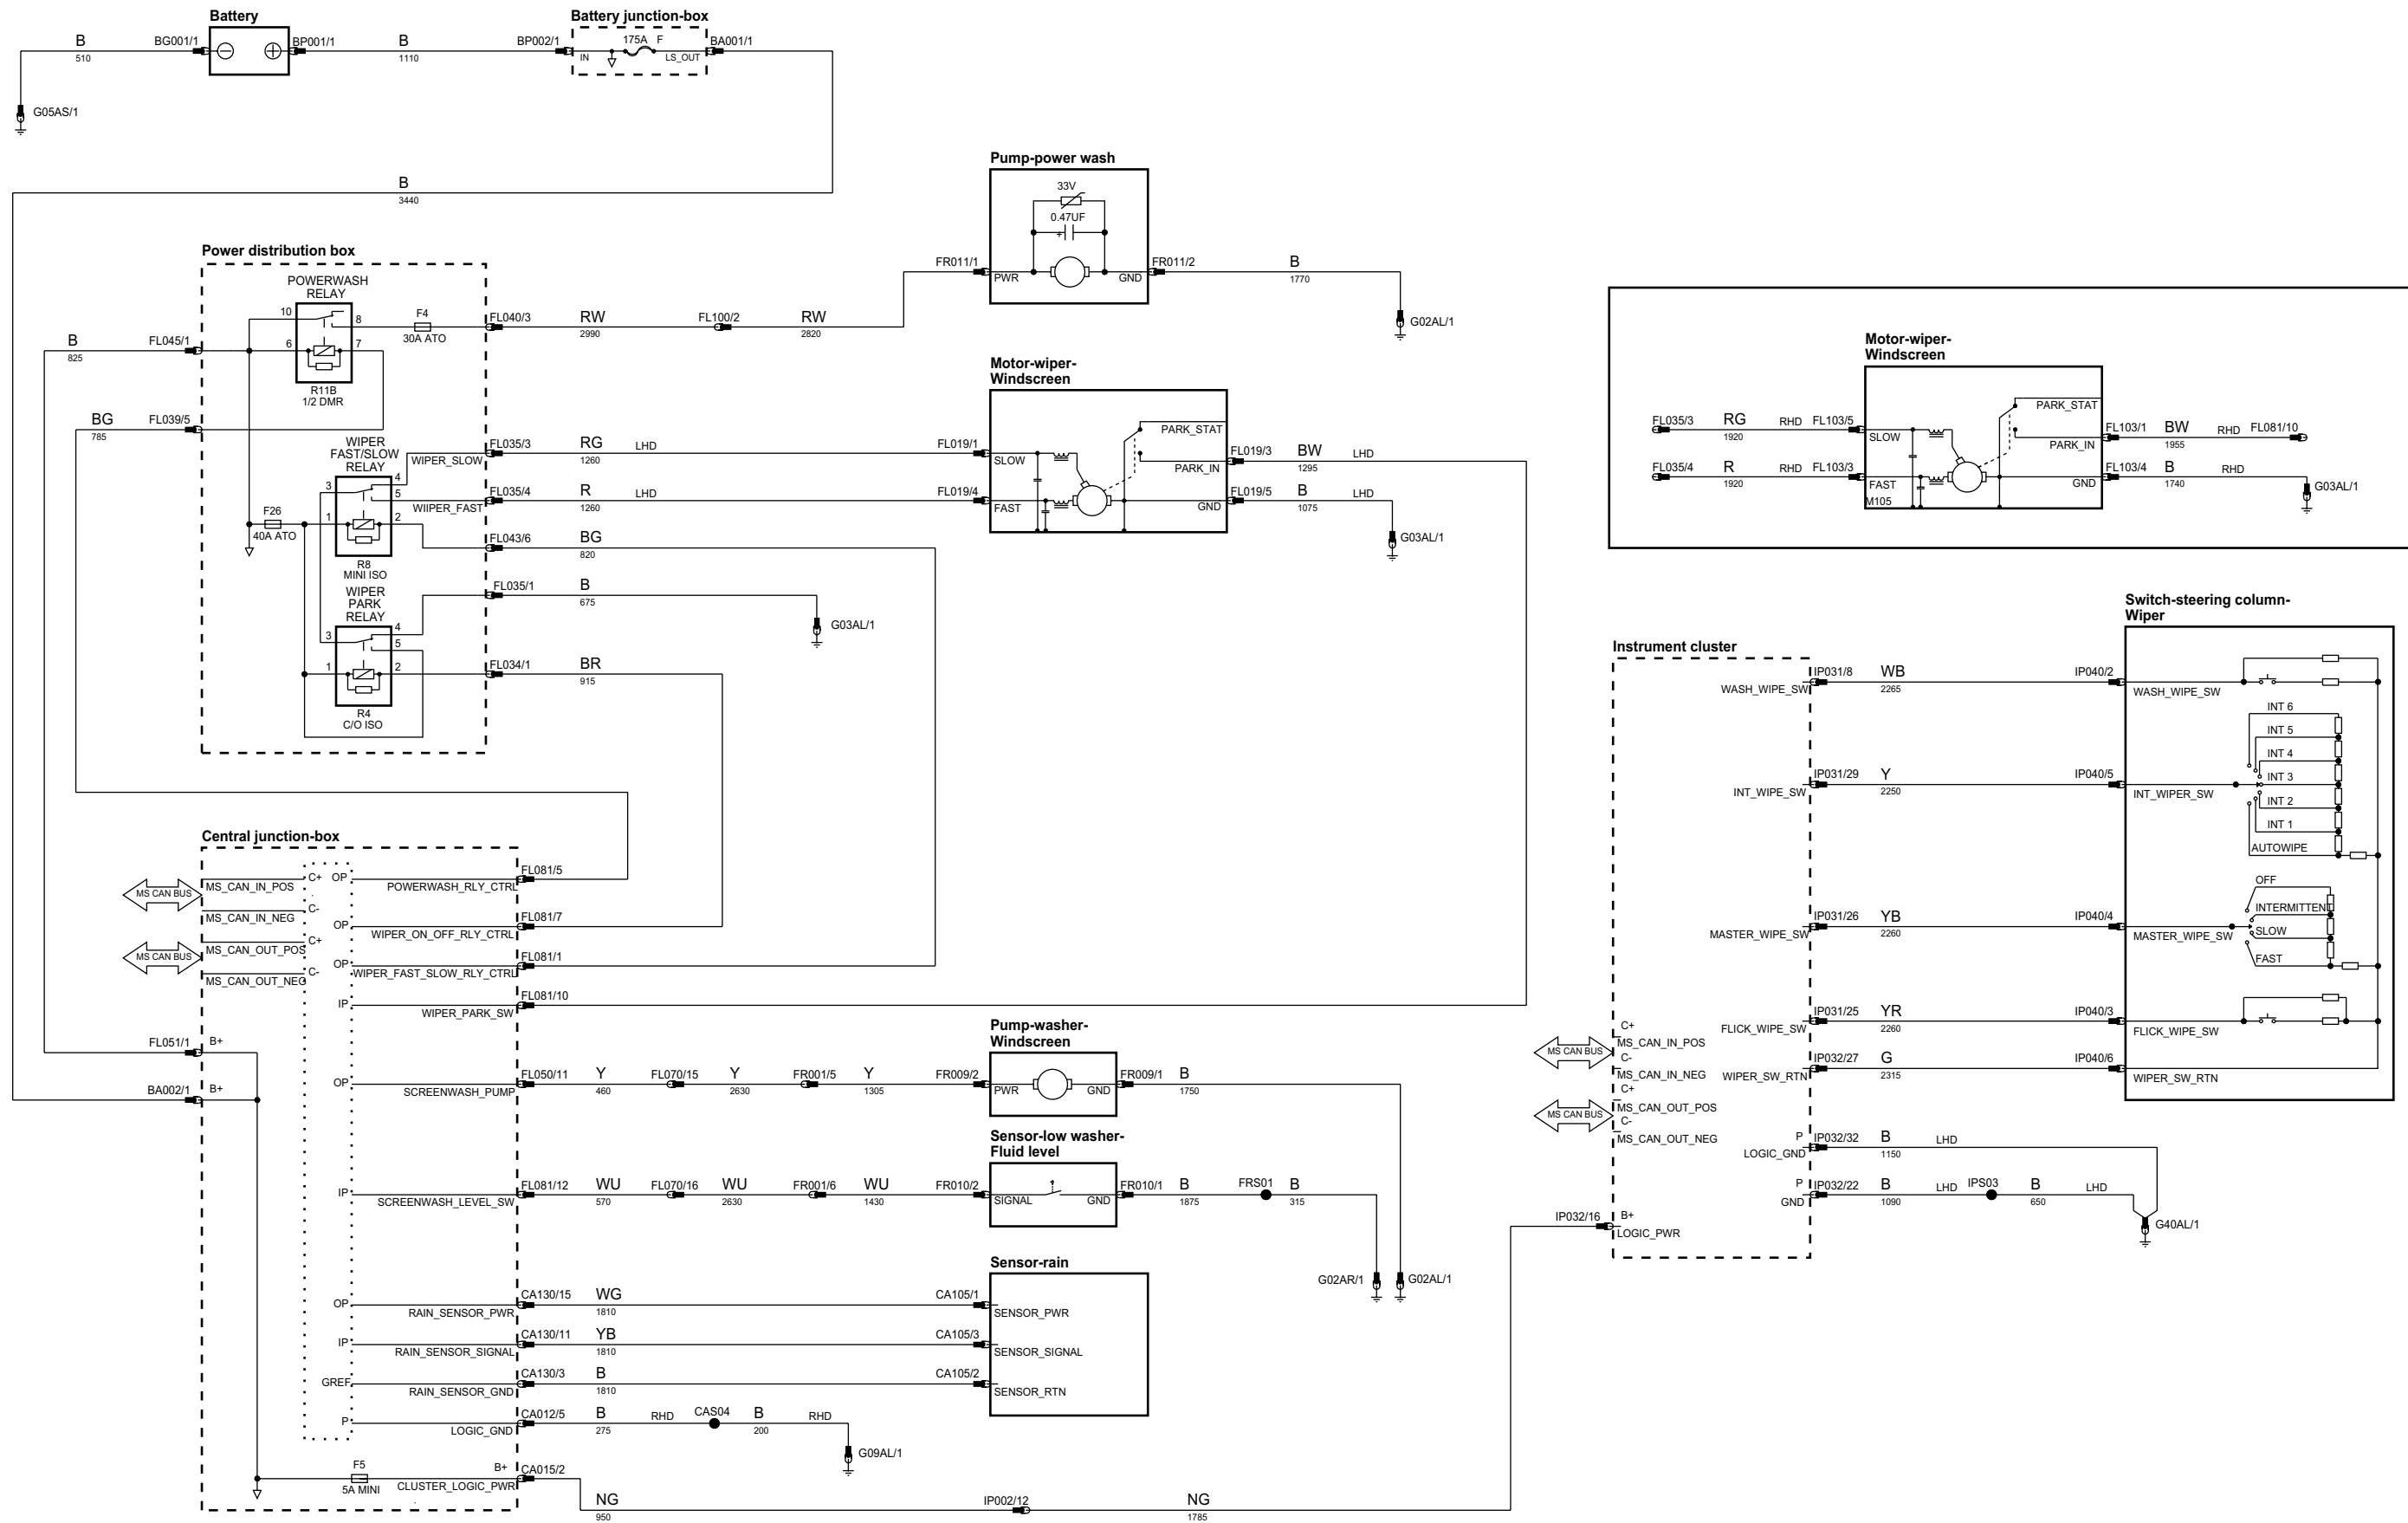 Battery
Battery junction-box
B
510
BG001/1
BP001/1
B
1110
BP002/1
175A F
IN
LS_OUT
BA001/1
G05AS/1
B
3440
Pump-power wash
33V
0.47UF
+
FR011/1
PWR
GND
FR011/2
B
1770
G02AL/1
Power distribution box
POWERWASH
RELAY
10
8
6
7
R11B
1/2 DMR
F4
30A ATO
FL040/3
RW
2990
FL100/2
RW
2820
B
825
FL045/1
BG
785
FL039/5
WIPER
FAST/SLOW
RELAY
WIPER_SLOW
FL035/3
RG
1260
LHD
3
4
5
1
2
F26
40A ATO
WIIPER_FAST
FL035/4
R
1260
LHD
R8
MINI ISO
FL043/6
BG
820
WIPER
PARK
RELAY
FL035/1
B
675
G03AL/1
3
4
5
1
2
R4
C/O ISO
FL034/1
BR
915
Motor-wiper-
Windscreen
FL019/1
SLOW
PARK_STAT
PARK_IN
FL019/3
BW
1295
LHD
FL019/4
FAST
GND
FL019/5
B
1075
LHD
G03AL/1
Motor-wiper-
Windscreen
FL035/3
RG
1920
RHD
FL103/5
SLOW
PARK_STAT
PARK_IN
FL103/1
BW
1955
RHD
FL081/10
FL035/4
R
1920
RHD
FL103/3
FAST
M105
GND
FL103/4
B
1740
RHD
G03AL/1
Switch-steering column-
Wiper
Instrument cluster
WASH_WIPE_SW
IP031/8
WB
2265
IP040/2
WASH_WIPE_SW
INT 6
INT 5
INT 4
INT 3
INT 2
INT 1
AUTOWIPE
INT_WIPE_SW
IP031/29
Y
2250
IP040/5
INT_WIPER_SW
OFF
INTERMITTENT
SLOW
FAST
MASTER_WIPE_SW
IP031/26
YB
2260
IP040/4
MASTER_WIPE_SW
FLICK_WIPE_SW
IP031/25
YR
2260
IP040/3
FLICK_WIPE_SW
WIPER_SW_RTN
IP032/27
G
2315
IP040/6
WIPER_SW_RTN
MS CAN BUS
C+
MS_CAN_IN_POS
C-
MS_CAN_IN_NEG
MS CAN BUS
C+
MS_CAN_OUT_POS
C-
MS_CAN_OUT_NEG
P
LOGIC_GND
IP032/32
B
1150
LHD
P
GND
IP032/22
B
1090
LHD
IPS03
B
650
LHD
G40AL/1
IP032/16
B+
LOGIC_PWR
Central junction-box
MS CAN BUS
MS_CAN_IN_POS
C+
MS_CAN_IN_NEG
C-
MS CAN BUS
MS_CAN_OUT_POS
C+
MS_CAN_OUT_NEG
C-
OP
POWERWASH_RLY_CTRL
FL081/5
OP
WIPER_ON_OFF_RLY_CTRL
FL081/7
OP
WIPER_FAST_SLOW_RLY_CTRL
FL081/1
IP
WIPER_PARK_SW
FL081/10
FL051/1
B+
BA002/1
B+
Pump-washer-
Windscreen
OP
SCREENWASH_PUMP
FL050/11
Y
460
FL070/15
Y
2630
FR001/5
Y
1305
FR009/2
PWR
GND
FR009/1
B
1750
Sensor-low washer-
Fluid level
IP
SCREENWASH_LEVEL_SW
FL081/12
WU
570
FL070/16
WU
2630
FR001/6
WU
1430
FR010/2
SIGNAL
GND
FR010/1
B
1875
FRS01
B
315
G02AR/1
G02AL/1
Sensor-rain
OP
RAIN_SENSOR_PWR
CA130/15
WG
1810
CA105/1
SENSOR_PWR
IP
RAIN_SENSOR_SIGNAL
CA130/11
YB
1810
CA105/3
SENSOR_SIGNAL
GREF
RAIN_SENSOR_GND
CA130/3
B
1810
CA105/2
SENSOR_RTN
P
LOGIC_GND
CA012/5
B
275
RHD
CAS04
B
200
RHD
G09AL/1
F5
5A MINI
B+
CLUSTER_LOGIC_PWR
CA015/2
NG
950
IP002/12
NG
1785